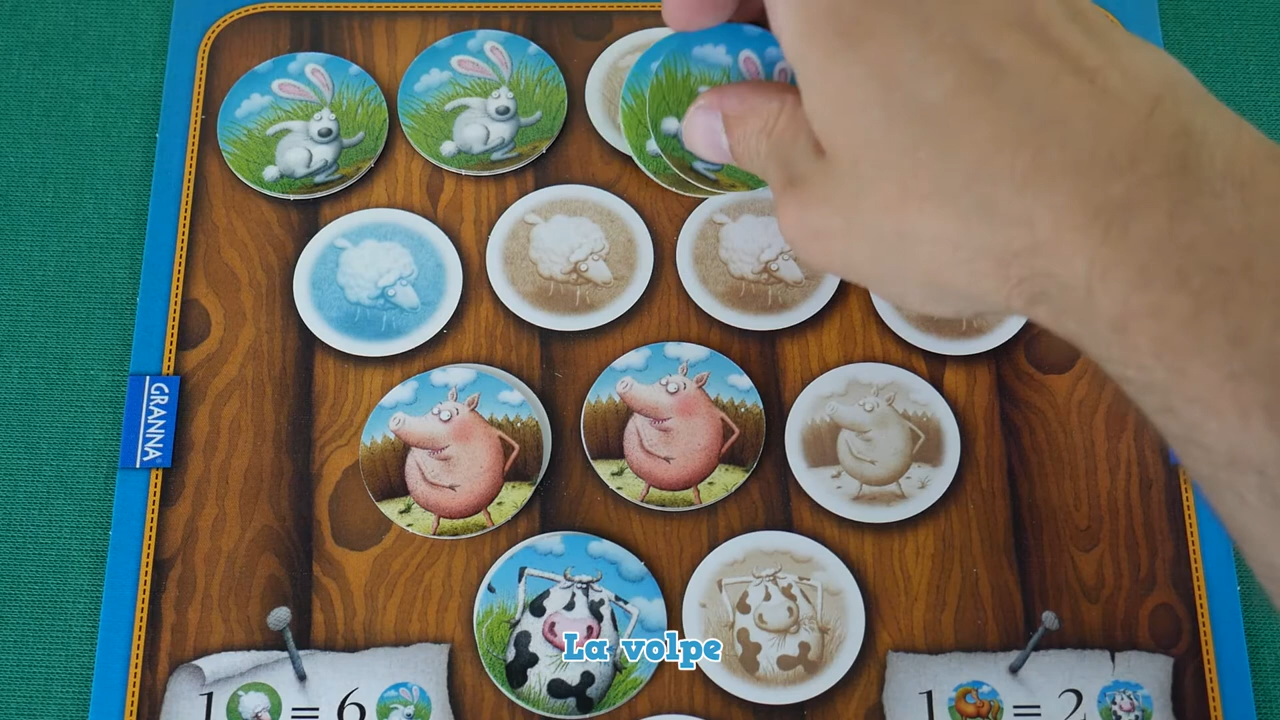 GRANNA
La volpe
1 = 6
1 = 2